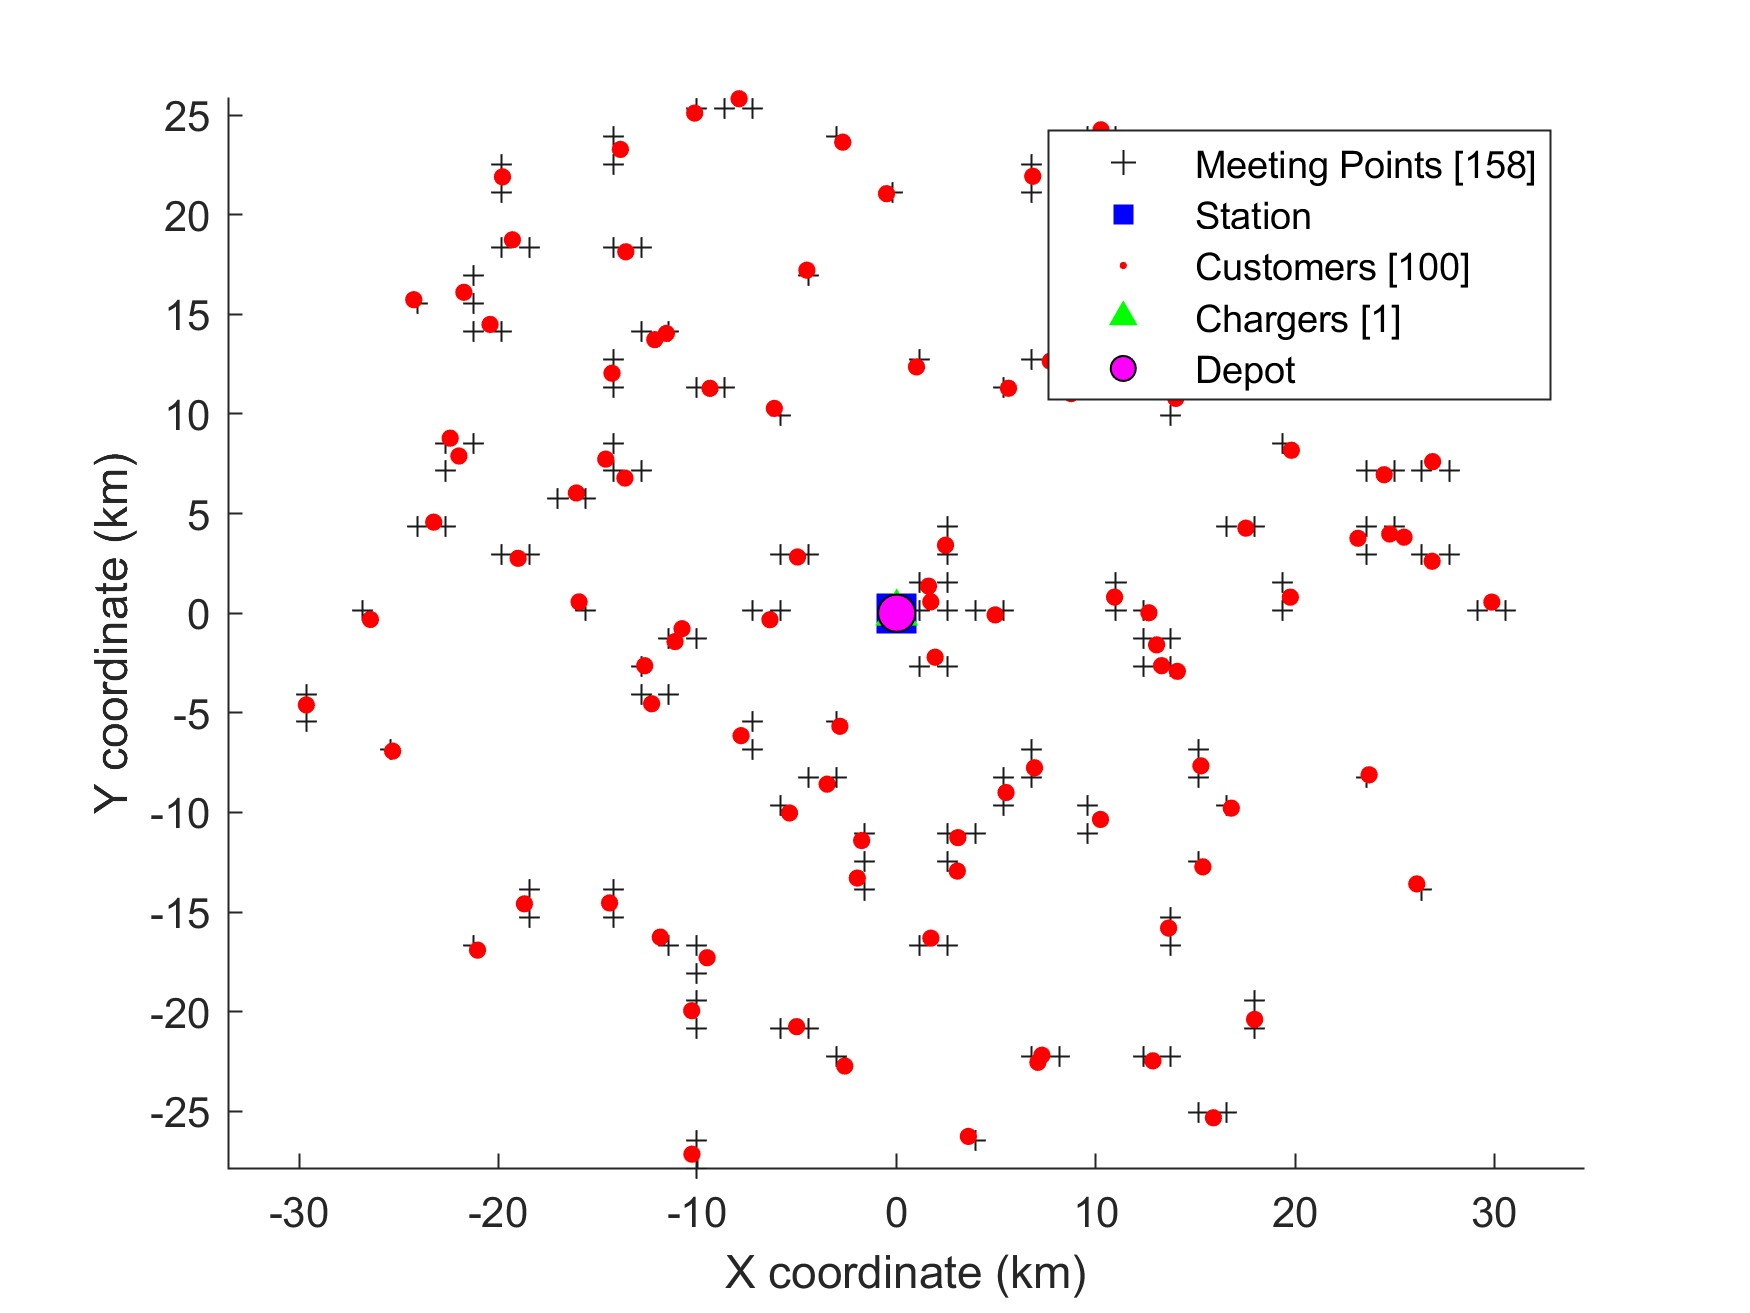 25
20
15
10
5
0
-5
-10
-15
-20
-25
Y coordinate (km)
Meeting Points [158]
Station
Customers [100]
Chargers [1]
Depot
-30 -20 -10 0 10 20 30
X coordinate (km)